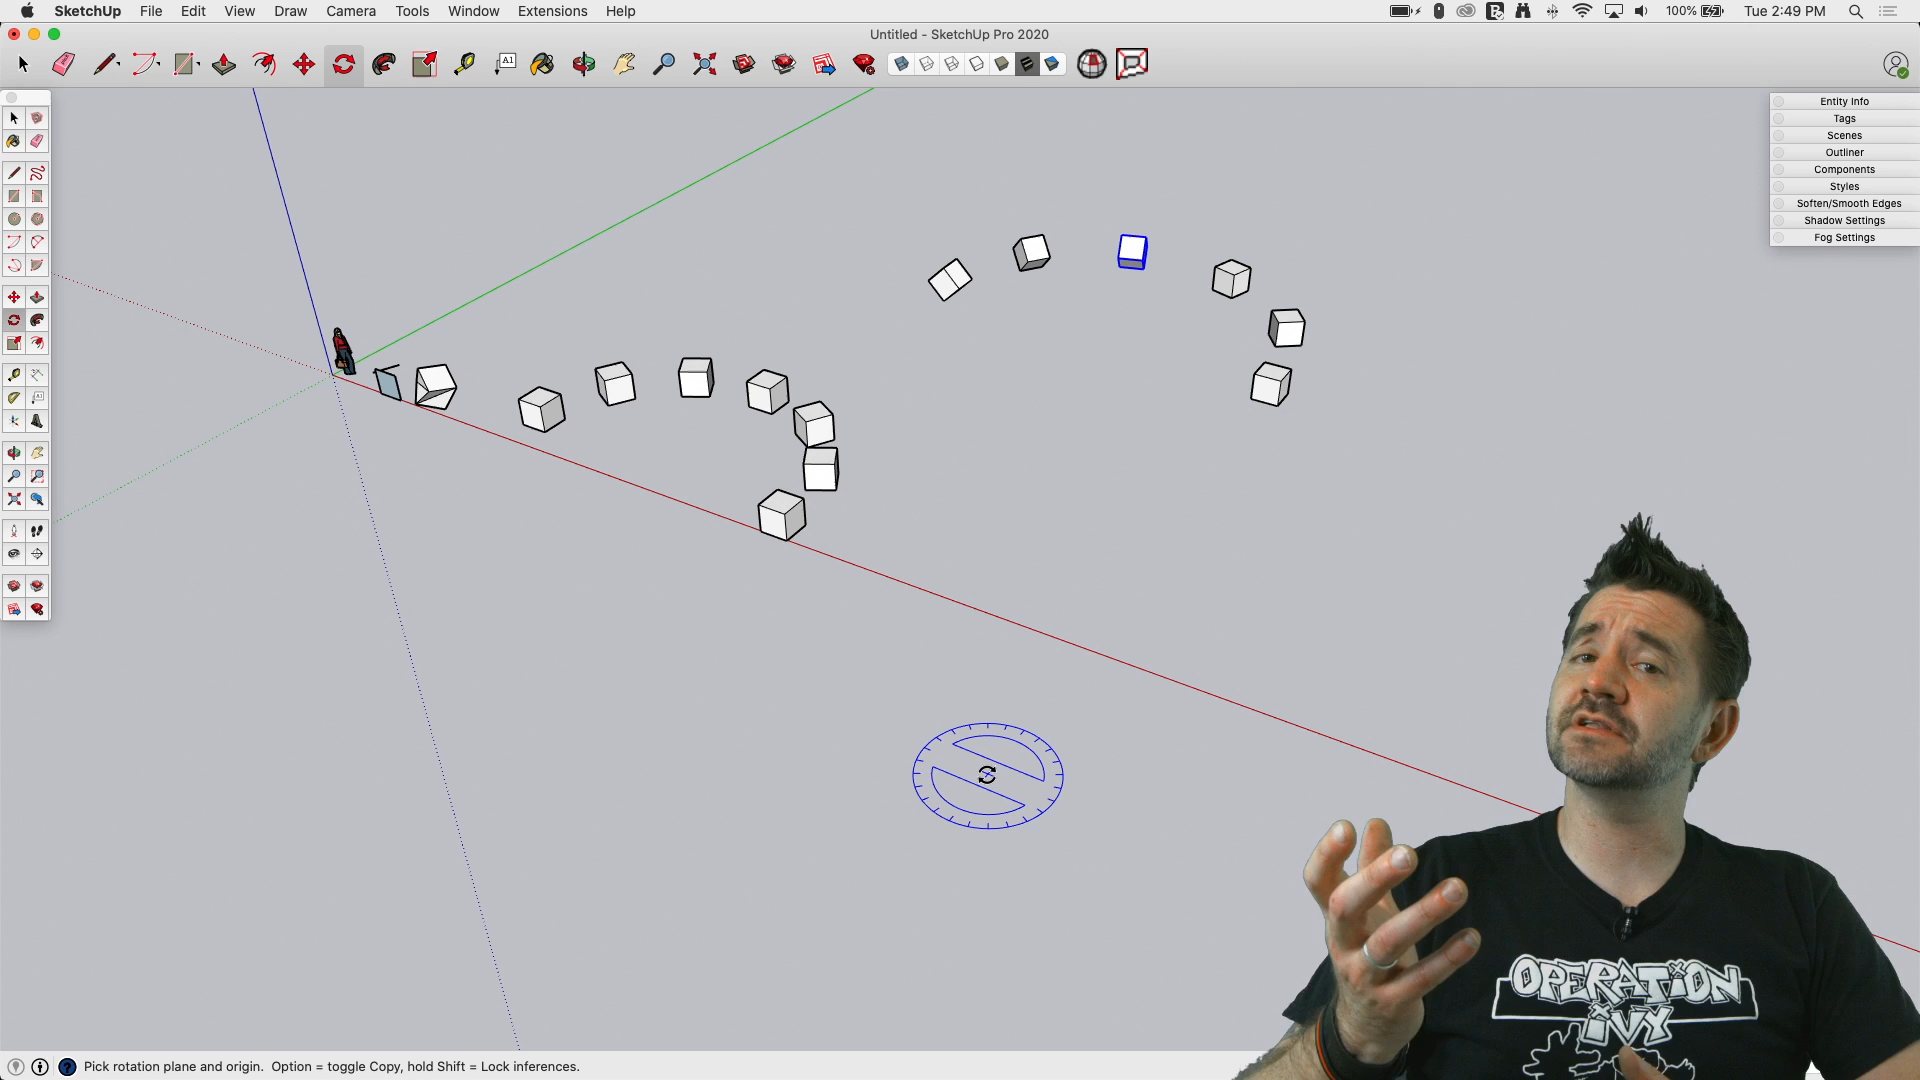 SketchUp File Edit View Draw Camera Tools Window Extensions Help
100% Tue 2:49 PM
Untitled - SketchUp Pro 2020
A1
Entity Info
Tags
Scenes
Outliner
Components
Styles
Soften/Smooth Edges
Shadow Settings
Fog Settings
OPERATION
IVY
Pick rotation plane and origin. Option = toggle Copy, hold Shift = Lock inferences.